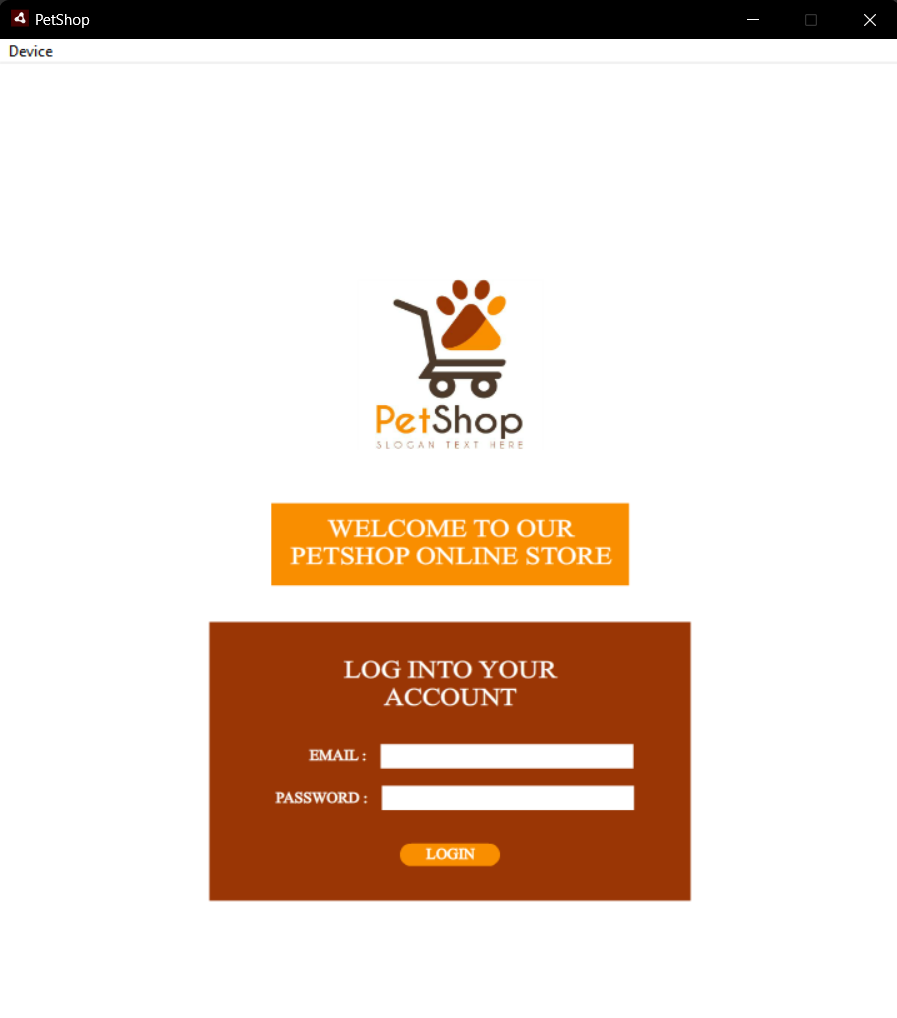 PetShop
Device
PetShop
SLOGAN TEXT HERE
WELCOME TO OUR
PETSHOP ONLINE STORE
LOG INTO YOUR
ACCOUNT
EMAIL :
PASSWORD :
LOGIN